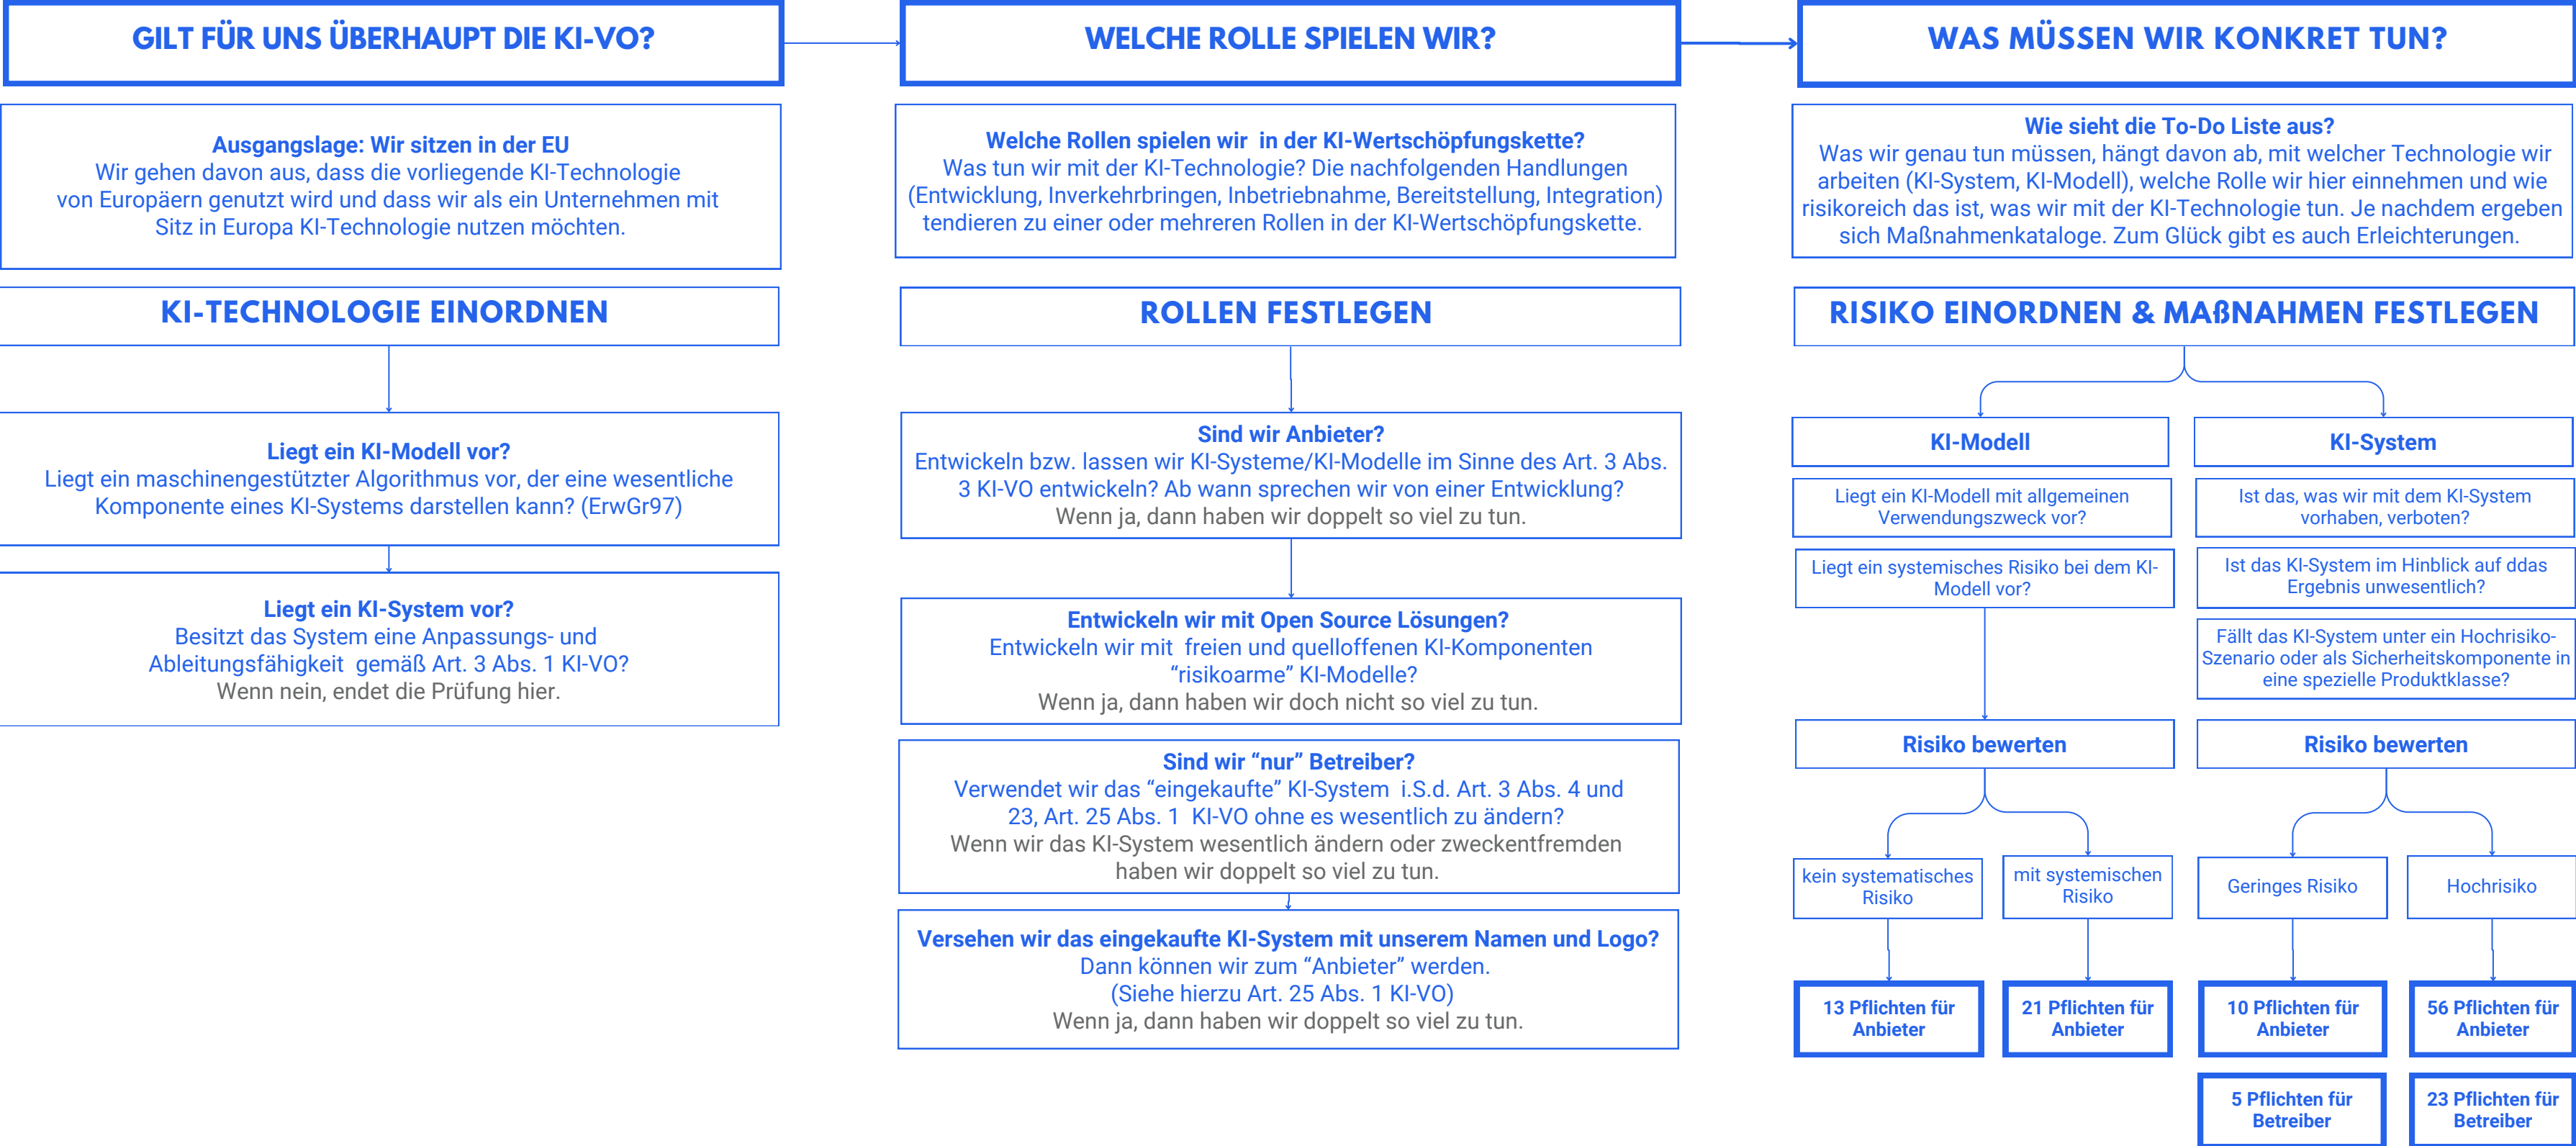 GILT FÜR UNS ÜBERHAUPT DIE KI-VO?
Ausgangslage: Wir sitzen in der EU
Wir gehen davon aus, dass die vorliegende KI-Technologie
von Europäern genutzt wird und dass wir als ein Unternehmen mit
Sitz in Europa KI-Technologie nutzen möchten.
KI-TECHNOLOGIE EINORDNEN
Liegt ein KI-Modell vor?
Liegt ein maschinengestützter Algorithmus vor, der eine wesentliche
Komponente eines KI-Systems darstellen kann? (ErwGr97)
Liegt ein KI-System vor?
Besitzt das System eine Anpassungs- und
Ableitungsfähigkeit gemäß Art. 3 Abs. 1 KI-VO?
Wenn nein, endet die Prüfung hier.
WELCHE ROLLE SPIELEN WIR?
Welche Rollen spielen wir in der KI-Wertschöpfungskette?
Was tun wir mit der KI-Technologie? Die nachfolgenden Handlungen
(Entwicklung, Inverkehrbringen, Inbetriebnahme, Bereitstellung, Integration)
tendieren zu einer oder mehreren Rollen in der KI-Wertschöpfungskette.
ROLLEN FESTLEGEN
Sind wir Anbieter?
Entwickeln bzw. lassen wir KI-Systeme/KI-Modelle im Sinne des Art. 3 Abs.
3 KI-VO entwickeln? Ab wann sprechen wir von einer Entwicklung?
Wenn ja, dann haben wir doppelt so viel zu tun.
Entwickeln wir mit Open Source Lösungen?
Entwickeln wir mit freien und quelloffenen KI-Komponenten
“risikoarme” KI-Modelle?
Wenn ja, dann haben wir doch nicht so viel zu tun.
Sind wir “nur” Betreiber?
Verwendet wir das “eingekaufte” KI-System i.S.d. Art. 3 Abs. 4 und
23, Art. 25 Abs. 1 KI-VO ohne es wesentlich zu ändern?
Wenn wir das KI-System wesentlich ändern oder zweckentfremden
haben wir doppelt so viel zu tun.
Versehen wir das eingekaufte KI-System mit unserem Namen und Logo?
Dann können wir zum “Anbieter” werden.
(Siehe hierzu Art. 25 Abs. 1 KI-VO)
Wenn ja, dann haben wir doppelt so viel zu tun.
WAS MÜSSEN WIR KONKRET TUN?
Wie sieht die To-Do Liste aus?
Was wir genau tun müssen, hängt davon ab, mit welcher Technologie wir
arbeiten (KI-System, KI-Modell), welche Rolle wir hier einnehmen und wie
risikoreich das ist, was wir mit der KI-Technologie tun. Je nachdem ergeben
sich Maßnahmenkataloge. Zum Glück gibt es auch Erleichterungen.
RISIKO EINORDNEN & MAßNAHMEN FESTLEGEN
KI-Modell
Liegt ein KI-Modell mit allgemeinen
Verwendungszweck vor?
Liegt ein systemisches Risiko bei dem KI-
Modell vor?
Risiko bewerten
kein systematisches
Risiko
mit systemischen
Risiko
13 Pflichten für
Anbieter
21 Pflichten für
Anbieter
KI-System
Ist das, was wir mit dem KI-System
vorhaben, verboten?
Ist das KI-System im Hinblick auf ddas
Ergebnis unwesentlich?
Fällt das KI-System unter ein Hochrisiko-
Szenario oder als Sicherheitskomponente in
eine spezielle Produktklasse?
Risiko bewerten
Geringes Risiko
Hochrisiko
10 Pflichten für
Anbieter
56 Pflichten für
Anbieter
5 Pflichten für
Betreiber
23 Pflichten für
Betreiber